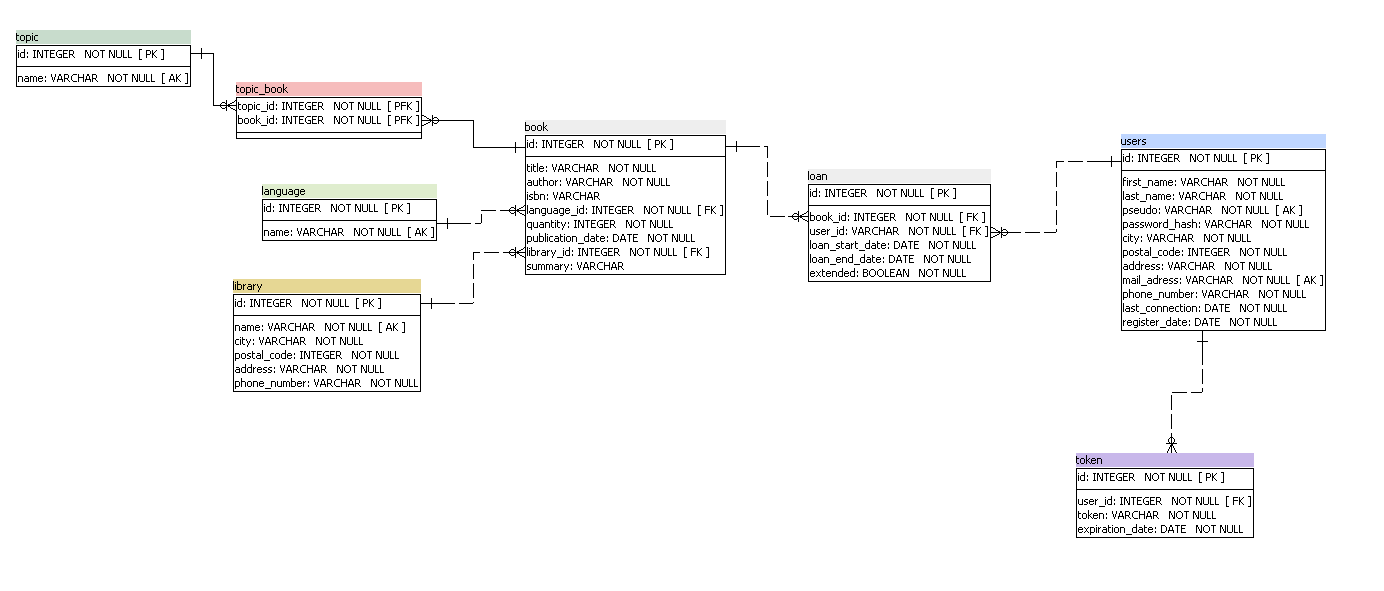 topic
id: INTEGER NOT NULL [ PK ]
name: VARCHAR NOT NULL [ AK ]
topic_book
topic_id: INTEGER NOT NULL [ PFK ]
book_id: INTEGER NOT NULL [ PFK ]
language
id: INTEGER NOT NULL [ PK ]
name: VARCHAR NOT NULL [ AK ]
library
id: INTEGER NOT NULL [ PK ]
name: VARCHAR NOT NULL [ AK ]
city: VARCHAR NOT NULL
postal_code: INTEGER NOT NULL
address: VARCHAR NOT NULL
phone_number: VARCHAR NOT NULL
book
id: INTEGER NOT NULL [ PK ]
title: VARCHAR NOT NULL
author: VARCHAR NOT NULL
isbn: VARCHAR
language_id: INTEGER NOT NULL [ FK ]
quantity: INTEGER NOT NULL
publication_date: DATE NOT NULL
library_id: INTEGER NOT NULL [ FK ]
summary: VARCHAR
loan
id: INTEGER NOT NULL [ PK ]
book_id: INTEGER NOT NULL [ FK ]
user_id: VARCHAR NOT NULL [ FK ]
loan_start_date: DATE NOT NULL
loan_end_date: DATE NOT NULL
extended: BOOLEAN NOT NULL
users
id: INTEGER NOT NULL [ PK ]
first_name: VARCHAR NOT NULL
last_name: VARCHAR NOT NULL
pseudo: VARCHAR NOT NULL [ AK ]
password_hash: VARCHAR NOT NULL
city: VARCHAR NOT NULL
postal_code: INTEGER NOT NULL
address: VARCHAR NOT NULL
mail_adress: VARCHAR NOT NULL [ AK ]
phone_number: VARCHAR NOT NULL
last_connection: DATE NOT NULL
register_date: DATE NOT NULL
token
id: INTEGER NOT NULL [ PK ]
user_id: INTEGER NOT NULL [ FK ]
token: VARCHAR NOT NULL
expiration_date: DATE NOT NULL